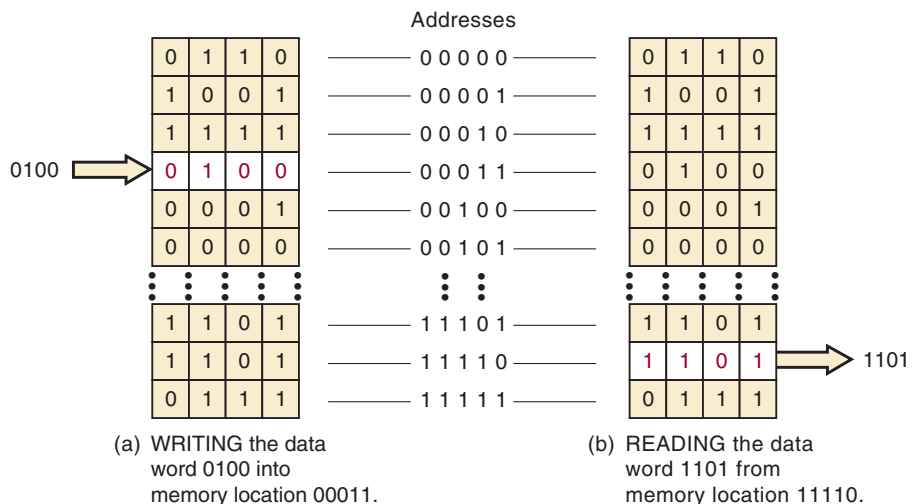 Addresses
0 1 1 0 0 0 0 0 0 0 1 1 0
1 0 0 1 0 0 0 0 1 1 0 0 1
1 1 1 1 0 0 0 1 0 1 1 1 1
0100 0 1 0 0 0 0 0 1 1 0 1 0 0
0 0 0 1 0 0 1 0 0 0 0 0 1
0 0 0 0 0 0 1 0 1 0 0 0 0
1 1 0 1 1 1 1 0 1 1 1 0 1
1 1 0 1 1 1 1 1 0 1 1 0 1 1101
0 1 1 1 1 1 1 1 1 0 1 1 1
(a) WRITING the data
word 0100 into
memory location 00011.
(b) READING the data
word 1101 from
memory location 11110.